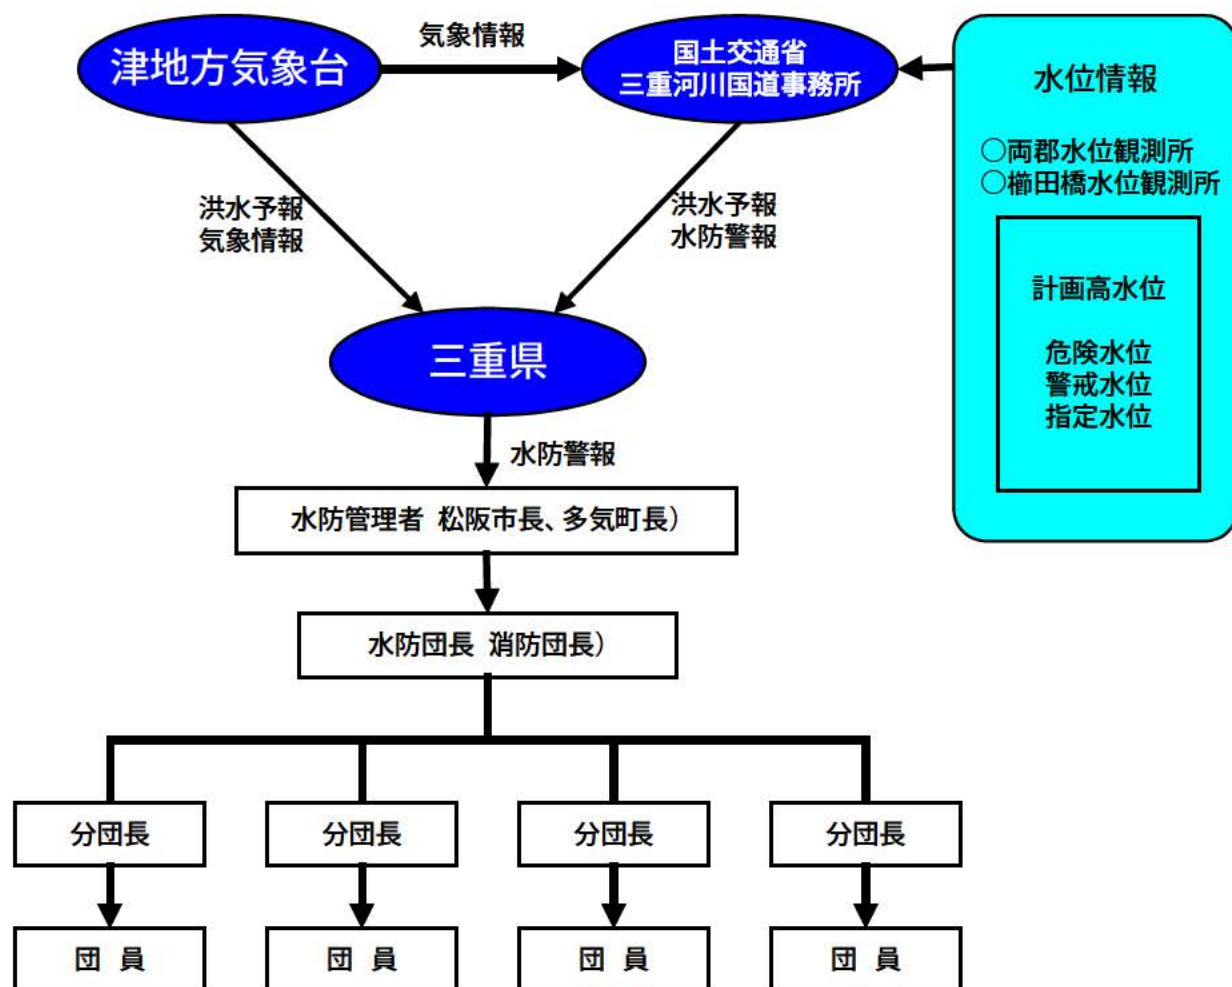 津地方気象台
気象情報
国土交通省
三重河川国道事務所
水位情報
○両郡水位観測所
○櫛田橋水位観測所
計画高水位
危険水位
警戒水位
指定水位
洪水予報
気象情報
洪水予報
水防警報
三重県
水防警報
水防管理者 (松阪市長、多気町長)
水防団長 (消防団長)
分団長
分団長
分団長
分団長
団 員
団 員
団 員
団 員